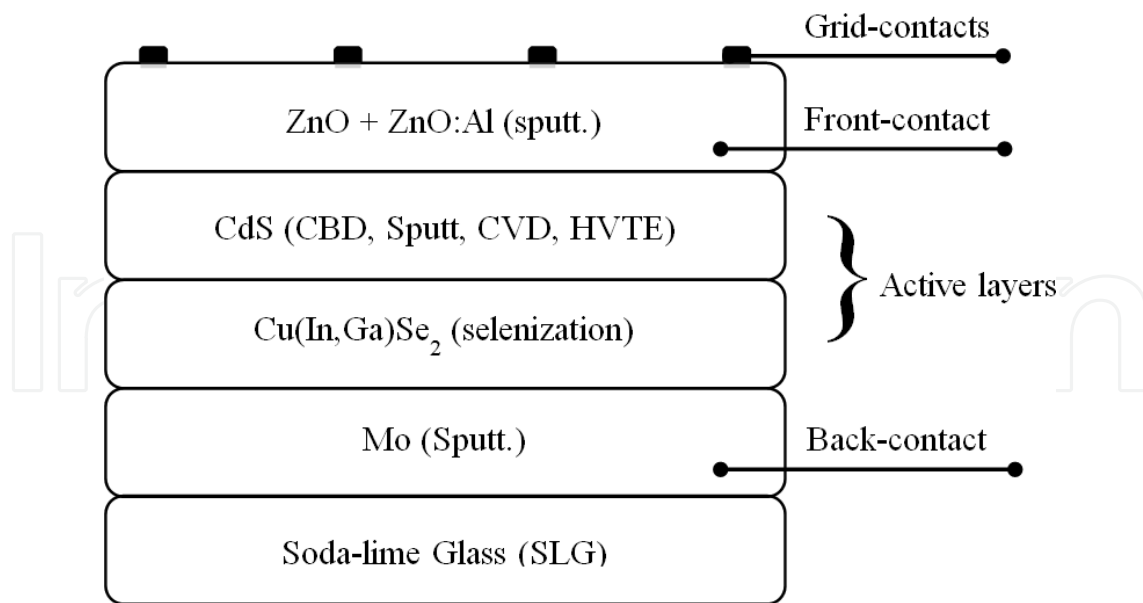 Grid-contacts
ZnO + ZnO:Al (sputt.)
Front-contact
CdS (CBD, Sputt, CVD, HVTE)
Active layers
Cu(In,Ga)Se₂ (selenization)
Mo (Sputt.)
Back-contact
Soda-lime Glass (SLG)